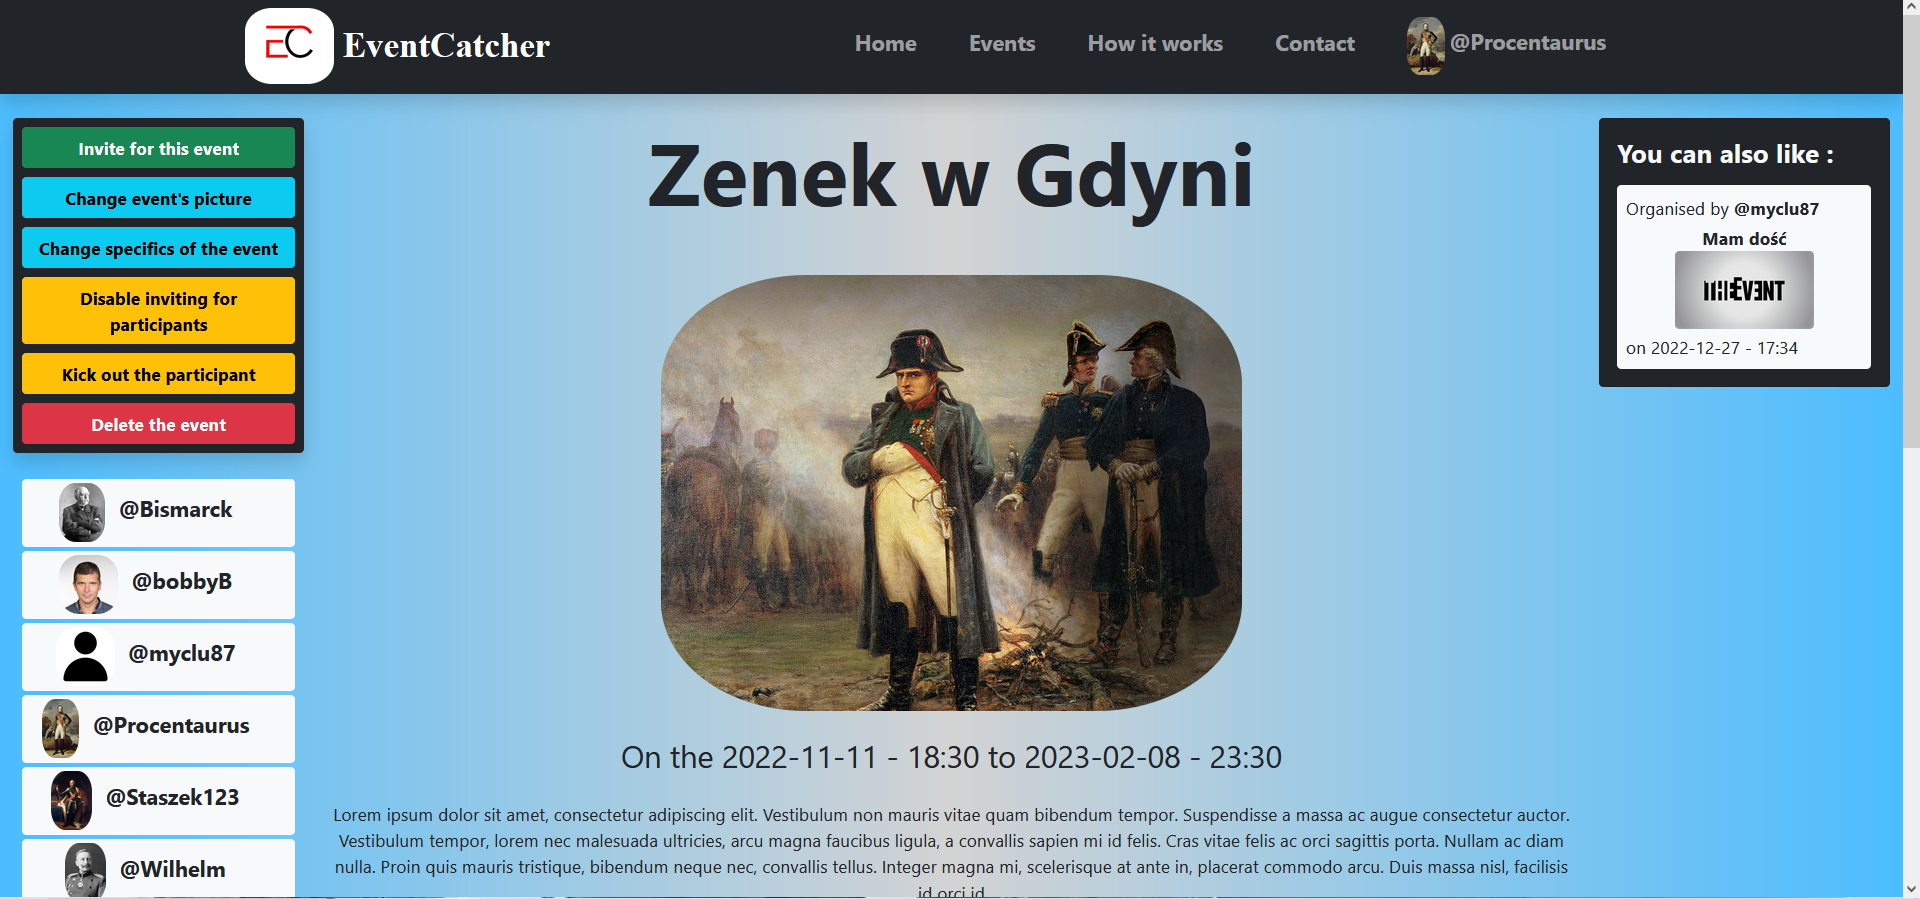 EC EventCatcher
Home Events How it works Contact @Procentaurus
Invite for this event
Change event's picture
Change specifics of the event
Disable inviting for
participants
Kick out the participant
Delete the event
@Bismarck
@bobbyB
@myclu87
@Procentaurus
@Staszek123
@Wilhelm
Zenek w Gdyni
On the 2022-11-11 - 18:30 to 2023-02-08 - 23:30
Lorem ipsum dolor sit amet, consectetur adipiscing elit. Vestibulum non mauris vitae quam bibendum tempor. Suspendisse a massa ac augue consectetur auctor.
Vestibulum tempor, lorem nec malesuada ultricies, arcu magna faucibus ligula, a convallis sapien mi id felis. Cras vitae felis ac orci sagittis porta. Nullam ac diam
nulla. Proin quis mauris tristique, bibendum neque nec, convallis tellus. Integer magna mi, scelerisque at ante in, placerat commodo arcu. Duis massa nisl, facilisis
id orci id
You can also like :
Organised by @myclu87
Mam dość
THEEVENT
on 2022-12-27 - 17:34